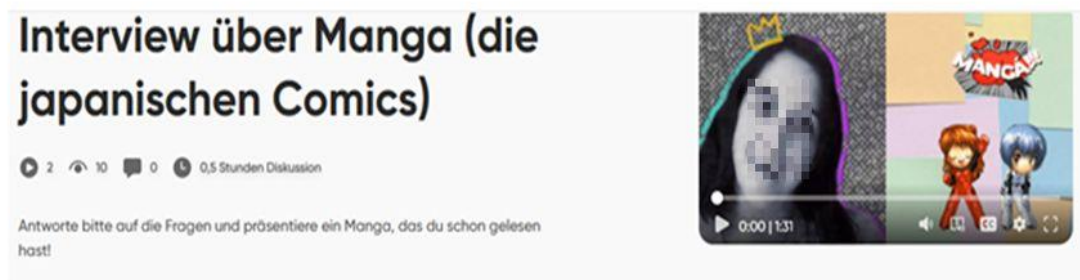 Interview über Manga (die
japanischen Comics)
2 10 0 0,5 Stunden Diskussion
Antworte bitte auf die Fragen und präsentiere ein Manga, das du schon gelesen
hast!
MANGA
0:00 | 1:31
CC